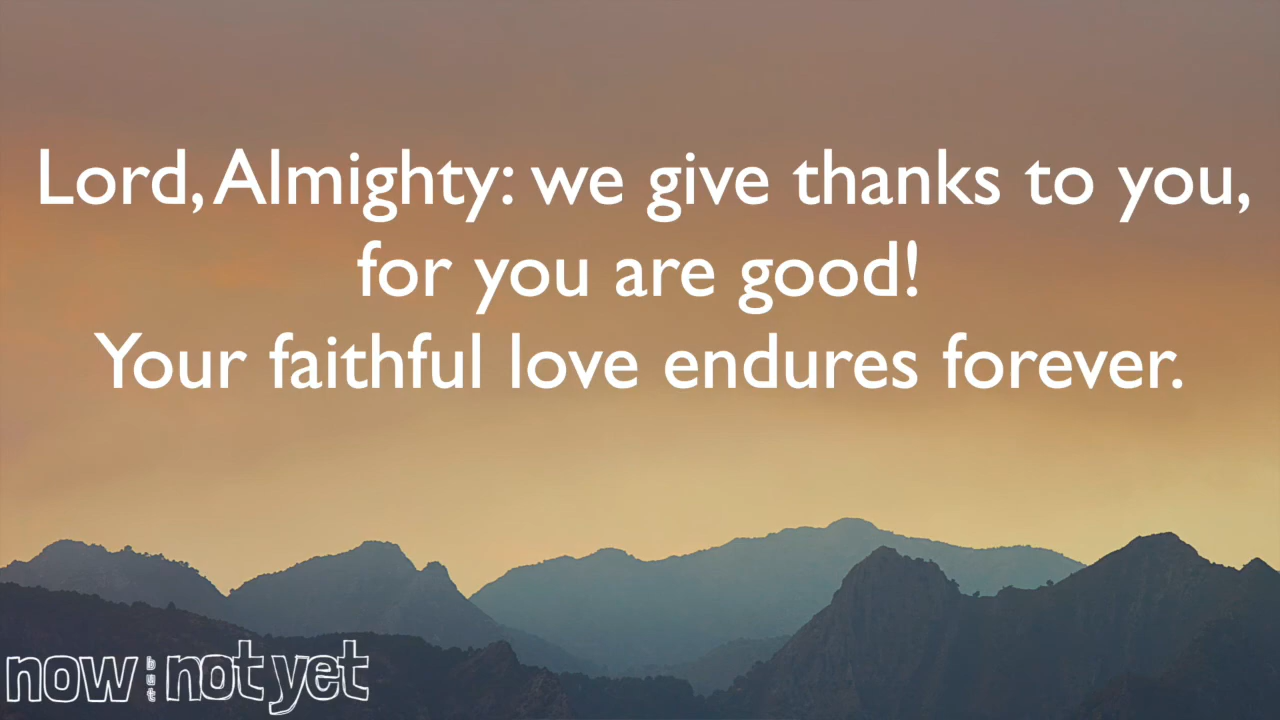 Lord, Almighty: we give thanks to you,
for you are good!
Your faithful love endures forever.
now but not yet